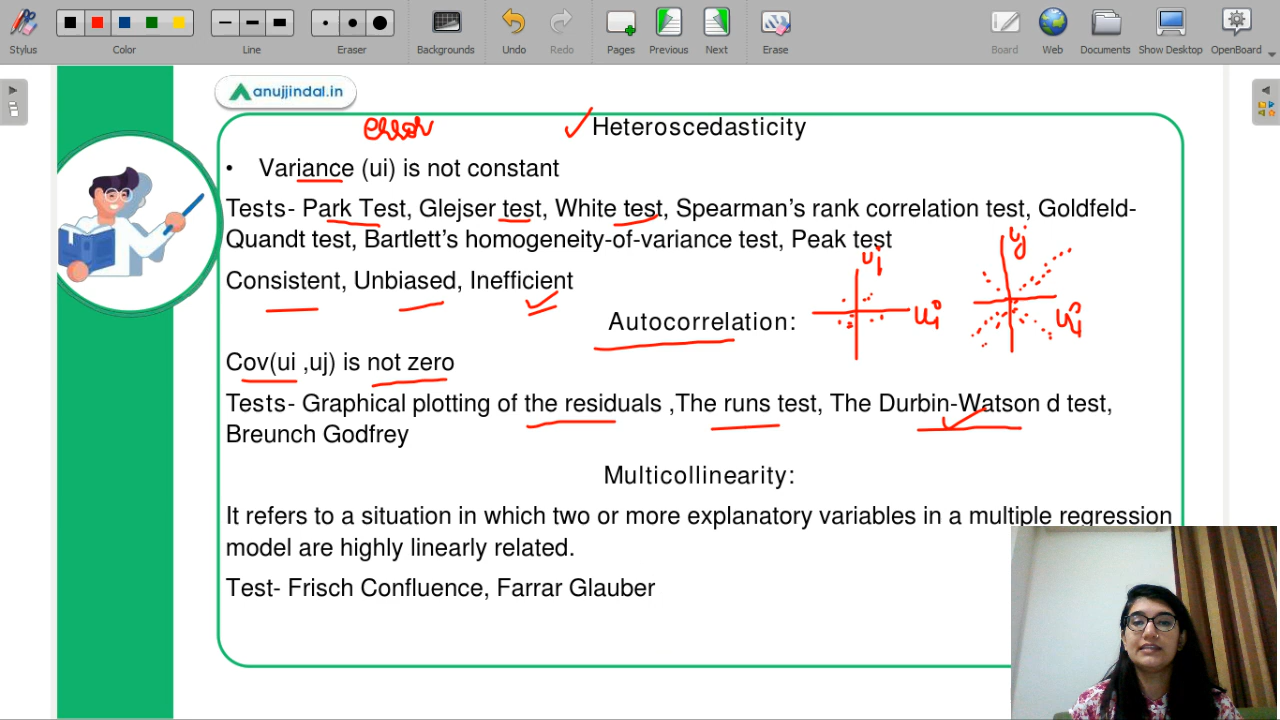 Stylus
Color
Line
Eraser
Backgrounds
Undo
Redo
Pages
Previous
Next
Erase
Board
Web
Documents
Show Desktop
OpenBoard
anujjindal.in
error
Heteroscedasticity
• Variance (ui) is not constant
Tests- Park Test, Glejser test, White test, Spearman's rank correlation test, Goldfeld-
Quandt test, Bartlett's homogeneity-of-variance test, Peak test
Consistent, Unbiased, Inefficient
uj
ui
uj
ui
Autocorrelation:
Cov(ui ,uj) is not zero
Tests- Graphical plotting of the residuals ,The runs test, The Durbin-Watson d test,
Breunch Godfrey
Multicollinearity:
It refers to a situation in which two or more explanatory variables in a multiple regression
model are highly linearly related.
Test- Frisch Confluence, Farrar Glauber